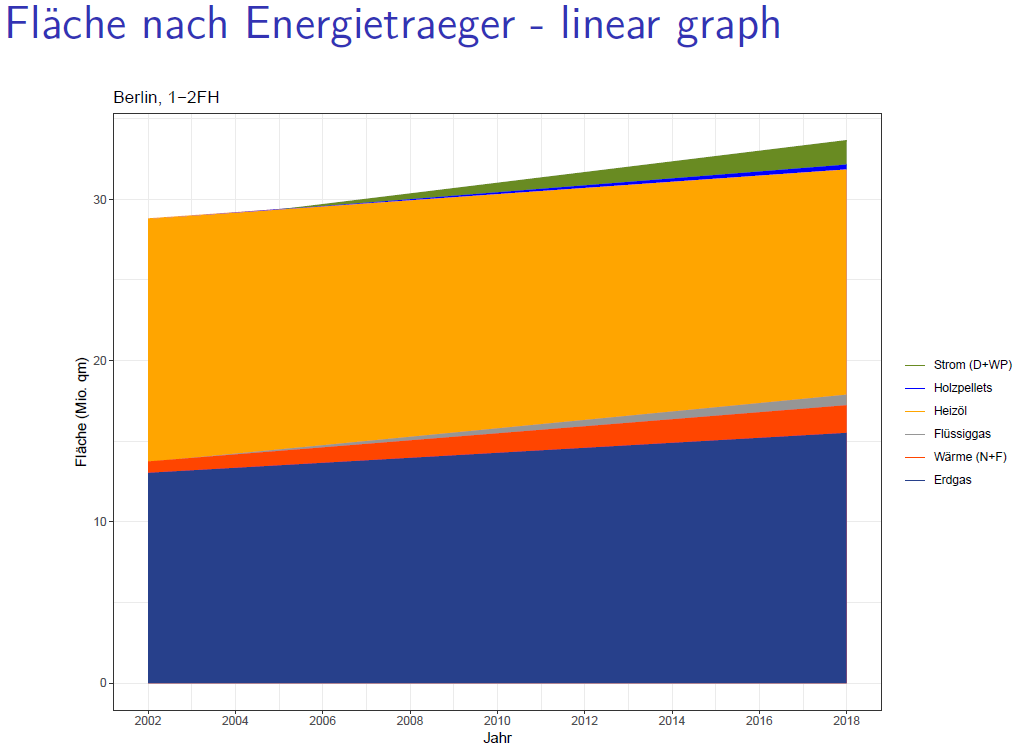 Fläche nach Energietraeger - linear graph
Berlin, 1−2FH
Fläche (Mio. qm)
30
20
10
0
2002 2004 2006 2008 2010 2012 2014 2016 2018
Jahr
Strom (D+WP)
Holzpellets
Heizöl
Flüssiggas
Wärme (N+F)
Erdgas